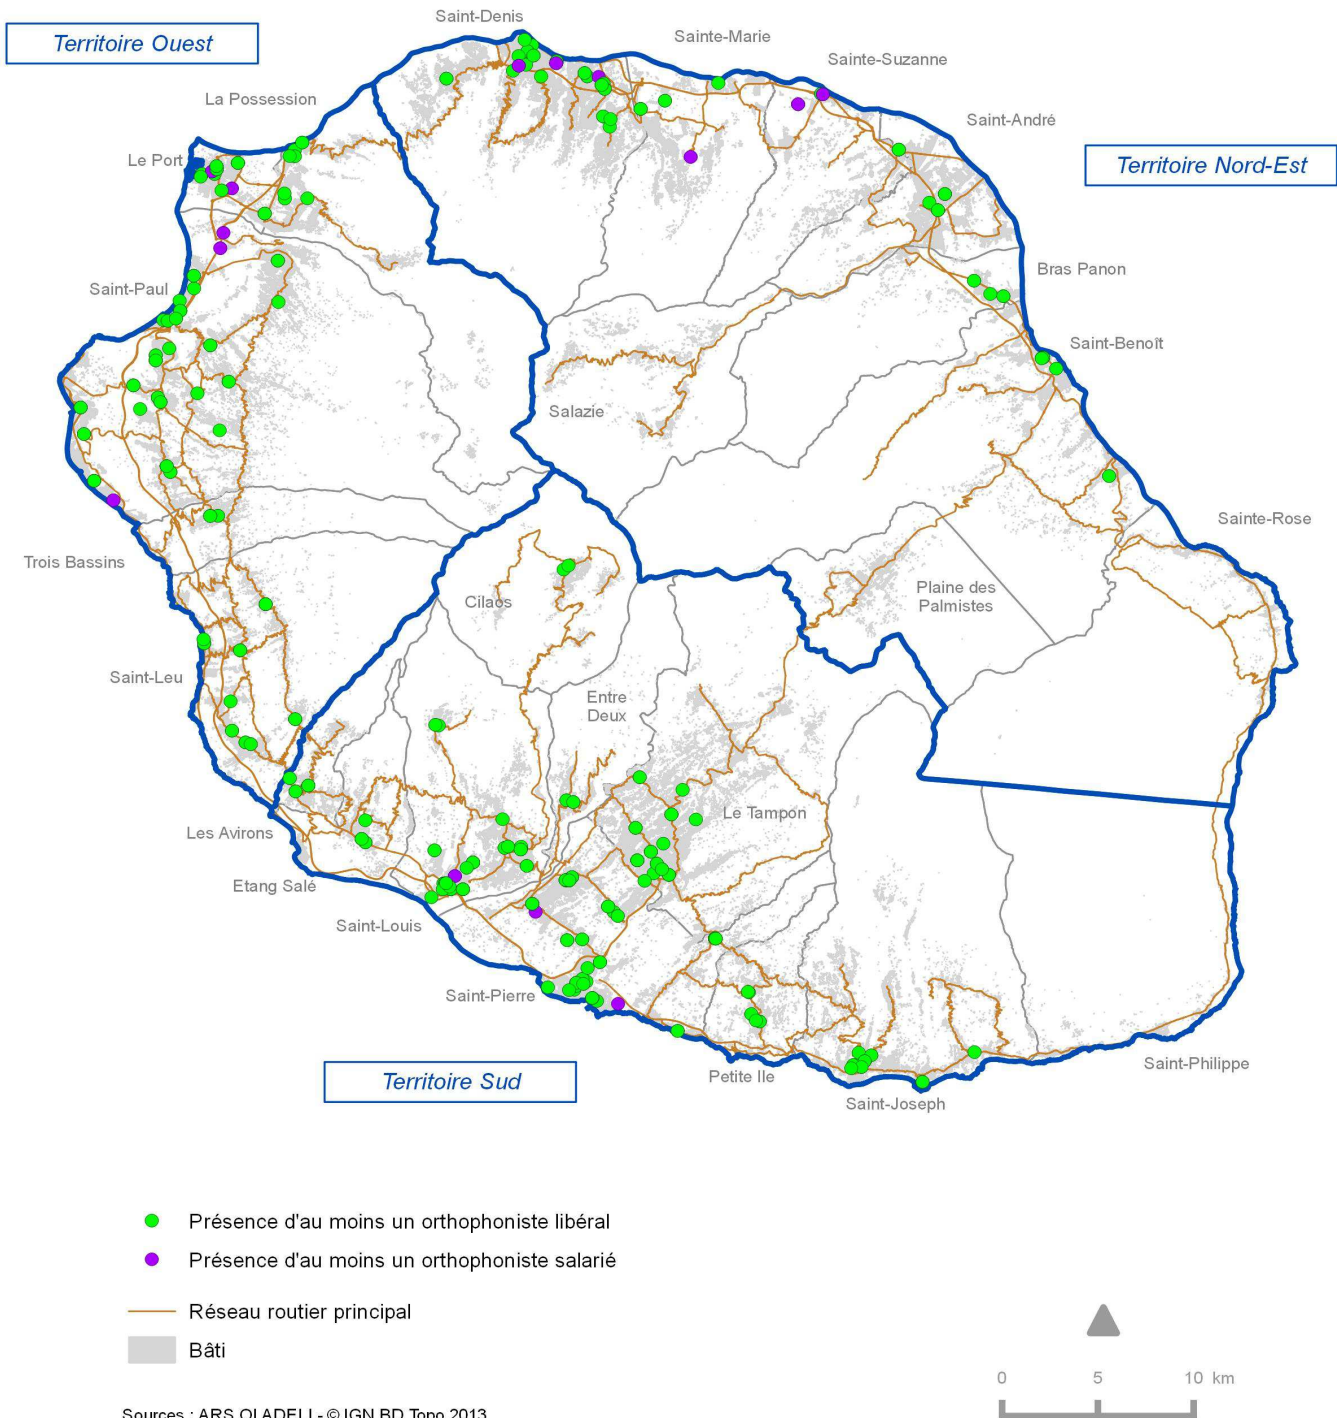 Saint-Denis
Territoire Ouest
Sainte-Marie
Sainte-Suzanne
La Possession
Saint-André
Le Port
Territoire Nord-Est
Bras Panon
Saint-Paul
Saint-Benoît
Salazie
Sainte-Rose
Trois Bassins
Plaine des
Palmistes
Cilaos
Saint-Leu
Entre
Deux
Le Tampon
Les Avirons
Etang Salé
Saint-Louis
Saint-Pierre
Saint-Philippe
Petite Ile
Territoire Sud
Saint-Joseph
Présence d'au moins un orthophoniste libéral
Présence d'au moins un orthophoniste salarié
Réseau routier principal
Bâti
0 5 10 km
Sources : ARS OI ADELI - © IGN BD Topo 2013